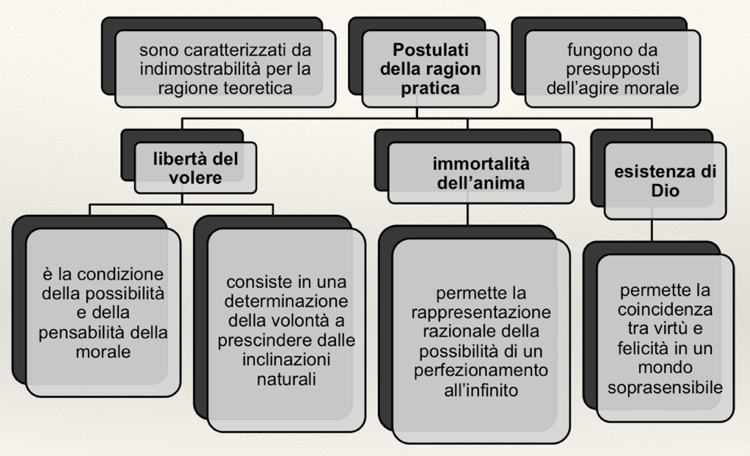 sono caratterizzati da
indimostrabilità per la
ragione teoretica
Postulati
della ragion
pratica
fungono da
presupposti
dell'agire morale
libertà del
volere
immortalità
dell'anima
esistenza di
Dio
è la condizione
della possibilità
e della
pensabilità della
morale
consiste in una
determinazione
della volontà a
prescindere dalle
inclinazioni
naturali
permette la
rappresentazione
razionale della
possibilità di un
perfezionamento
all'infinito
permette la
coincidenza
tra virtù e
felicità in un
mondo
soprasensibile